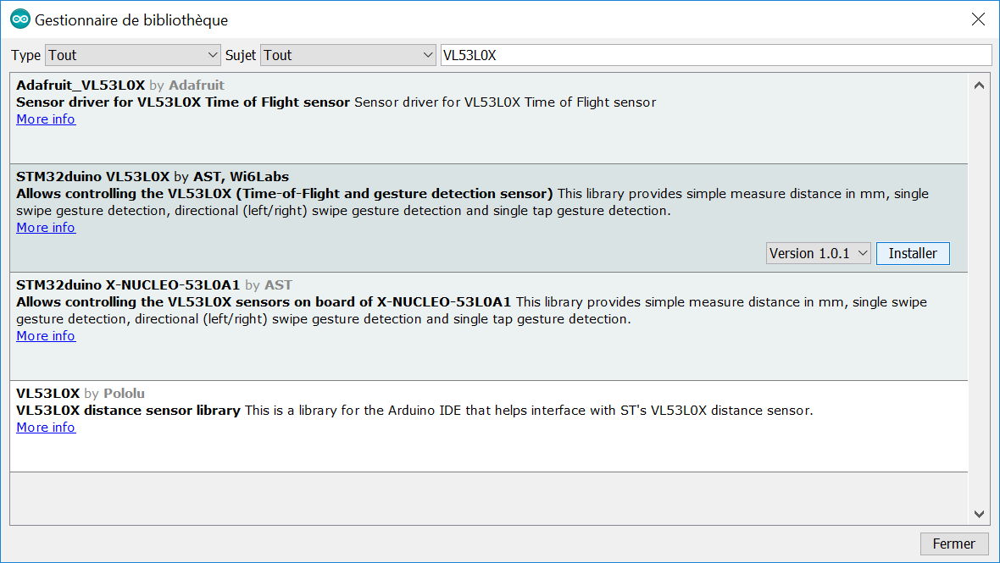 Gestionnaire de bibliothèque
Type Tout Sujet Tout VL53L0X
Adafruit_VL53L0X by Adafruit
Sensor driver for VL53L0X Time of Flight sensor Sensor driver for VL53L0X Time of Flight sensor
More info
STM32duino VL53L0X by AST, Wi6Labs
Allows controlling the VL53L0X (Time-of-Flight and gesture detection sensor) This library provides simple measure distance in mm, single
swipe gesture detection, directional (left/right) swipe gesture detection and single tap gesture detection.
More info
Version 1.0.1 Installer
STM32duino X-NUCLEO-53L0A1 by AST
Allows controlling the VL53L0X sensors on board of X-NUCLEO-53L0A1 This library provides simple measure distance in mm, single swipe
gesture detection, directional (left/right) swipe gesture detection and single tap gesture detection.
More info
VL53L0X by Pololu
VL53L0X distance sensor library This is a library for the Arduino IDE that helps interface with ST's VL53L0X distance sensor.
More info
Fermer